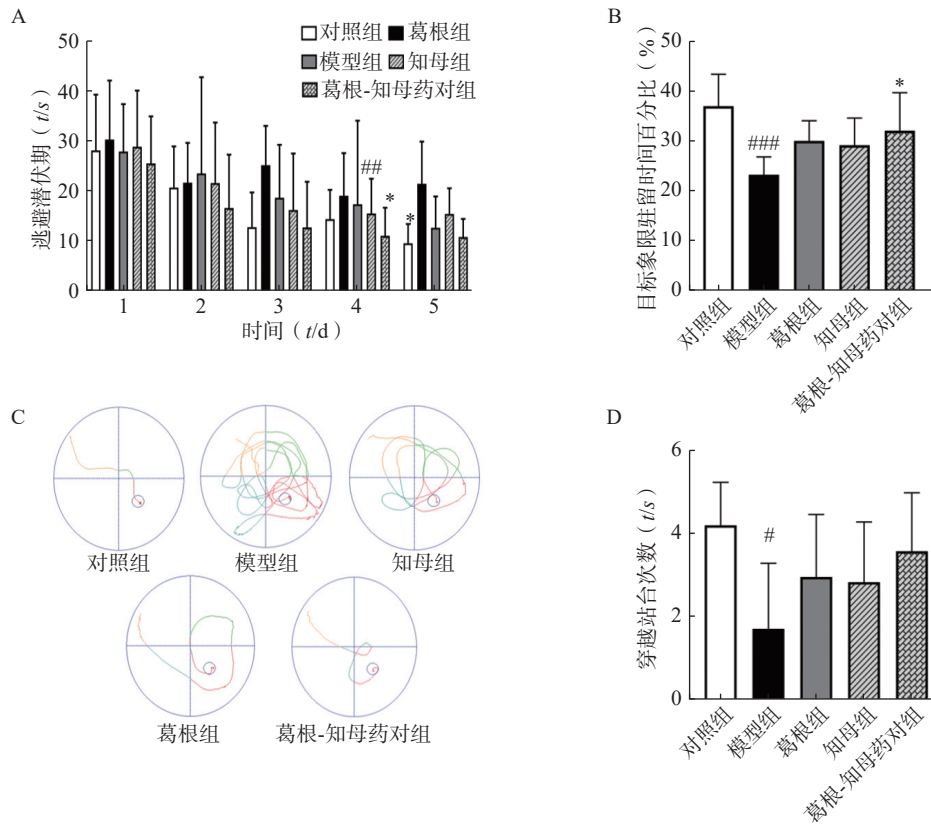 A
50
40
30
20
10
0
逃避潜伏期（t/s）
对照组 葛根组
模型组 知母组
葛根-知母药对组
##
*
*
1 2 3 4 5
时间（t/d）
B
50
40
30
20
10
0
目标象限驻留时间百分比（%）
###
*
对照组
模型组
葛根组
知母组
葛根-知母药对组
C
对照组 模型组 知母组
葛根组 葛根-知母药对组
D
6
4
2
0
穿越站台次数（t/s）
#
对照组
模型组
葛根组
知母组
葛根-知母药对组